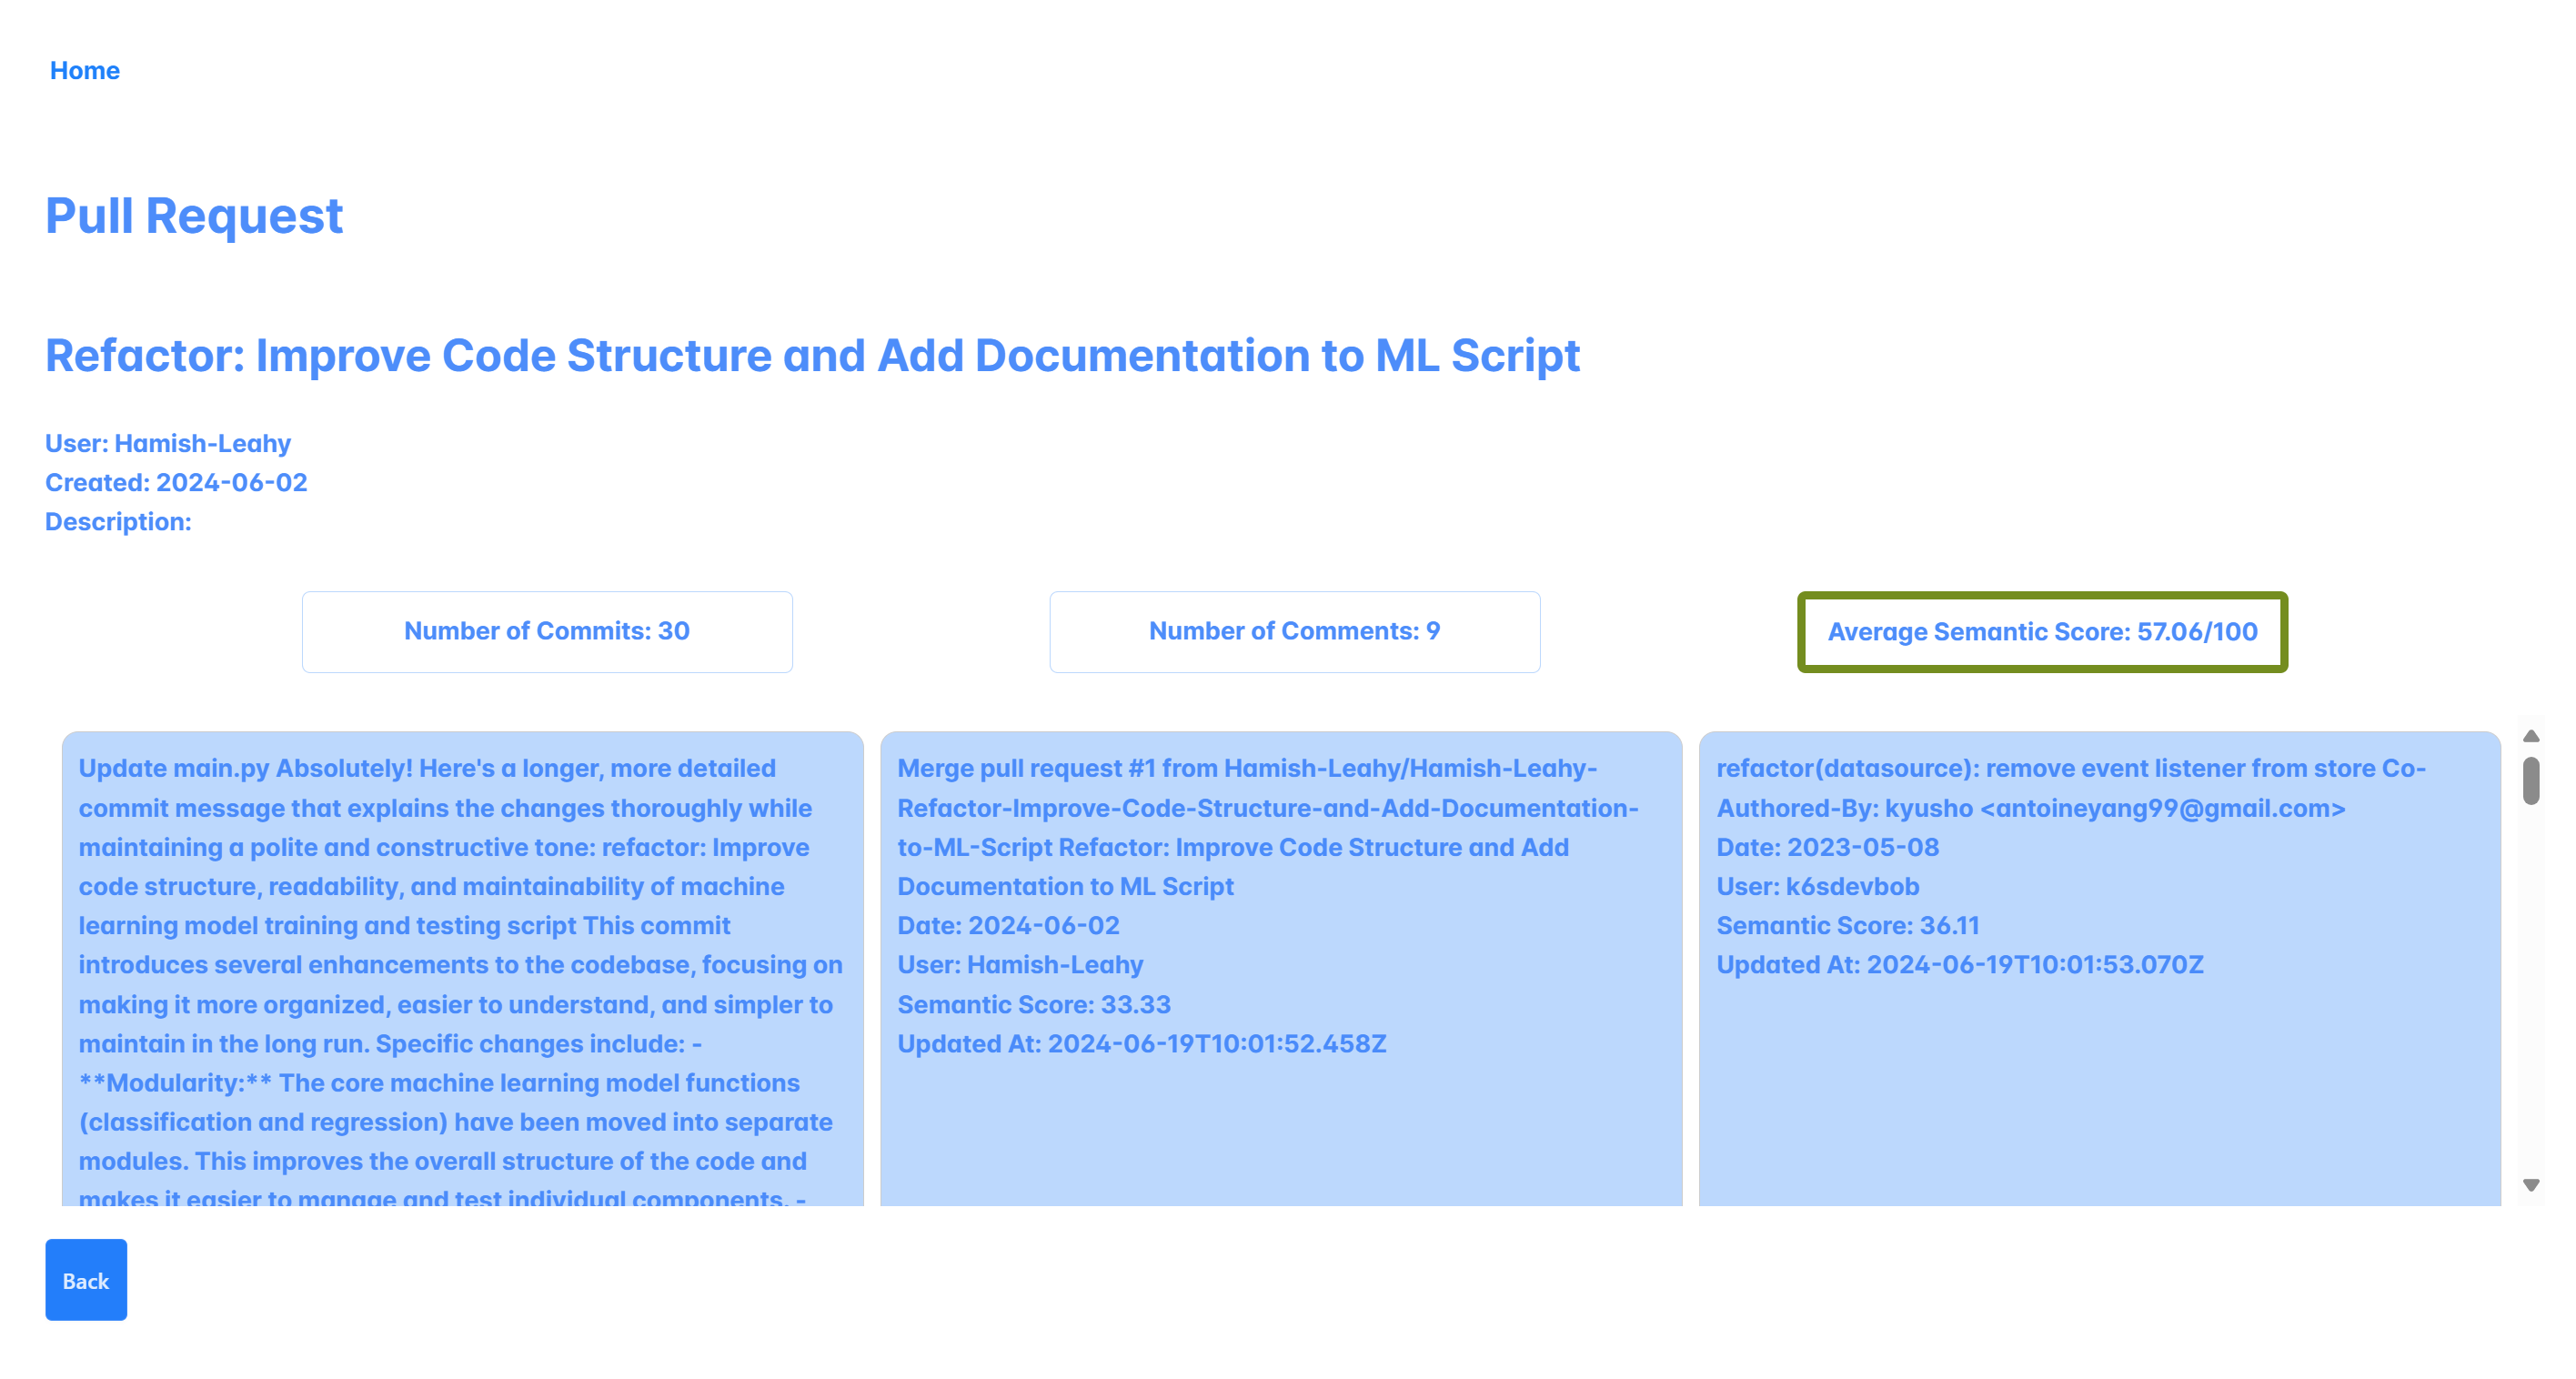 Home
Pull Request
Refactor: Improve Code Structure and Add Documentation to ML Script
User: Hamish-Leahy
Created: 2024-06-02
Description:
Number of Commits: 30
Number of Comments: 9
Average Semantic Score: 57.06/100
Update main.py Absolutely! Here's a longer, more detailed
commit message that explains the changes thoroughly while
maintaining a polite and constructive tone: refactor: Improve
code structure, readability, and maintainability of machine
learning model training and testing script This commit
introduces several enhancements to the codebase, focusing on
making it more organized, easier to understand, and simpler to
maintain in the long run. Specific changes include: -
**Modularity:** The core machine learning model functions
(classification and regression) have been moved into separate
modules. This improves the overall structure of the code and
makes it easier to manage and test individual components. -
Merge pull request #1 from Hamish-Leahy/Hamish-Leahy-
Refactor-Improve-Code-Structure-and-Add-Documentation-
to-ML-Script Refactor: Improve Code Structure and Add
Documentation to ML Script
Date: 2024-06-02
User: Hamish-Leahy
Semantic Score: 33.33
Updated At: 2024-06-19T10:01:52.458Z
refactor(datasource): remove event listener from store Co-
Authored-By: kyusho <antoineyang99@gmail.com>
Date: 2023-05-08
User: k6sdevbob
Semantic Score: 36.11
Updated At: 2024-06-19T10:01:53.070Z
Back